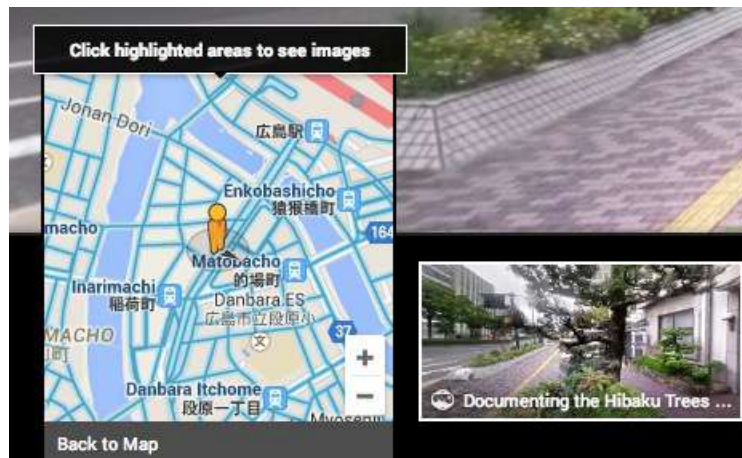 Click highlighted areas to see images
Jonan Dori
広島駅
Enkobashicho
猿猴橋町
macho
164
Matobacho
的場町
Inarimachi
稲荷町
Danbara ES
広島市立段原小
文
37
MACHO
町
+
−
Danbara Itchome
段原一丁目
Documenting the Hibaku Trees ...
Back to Map